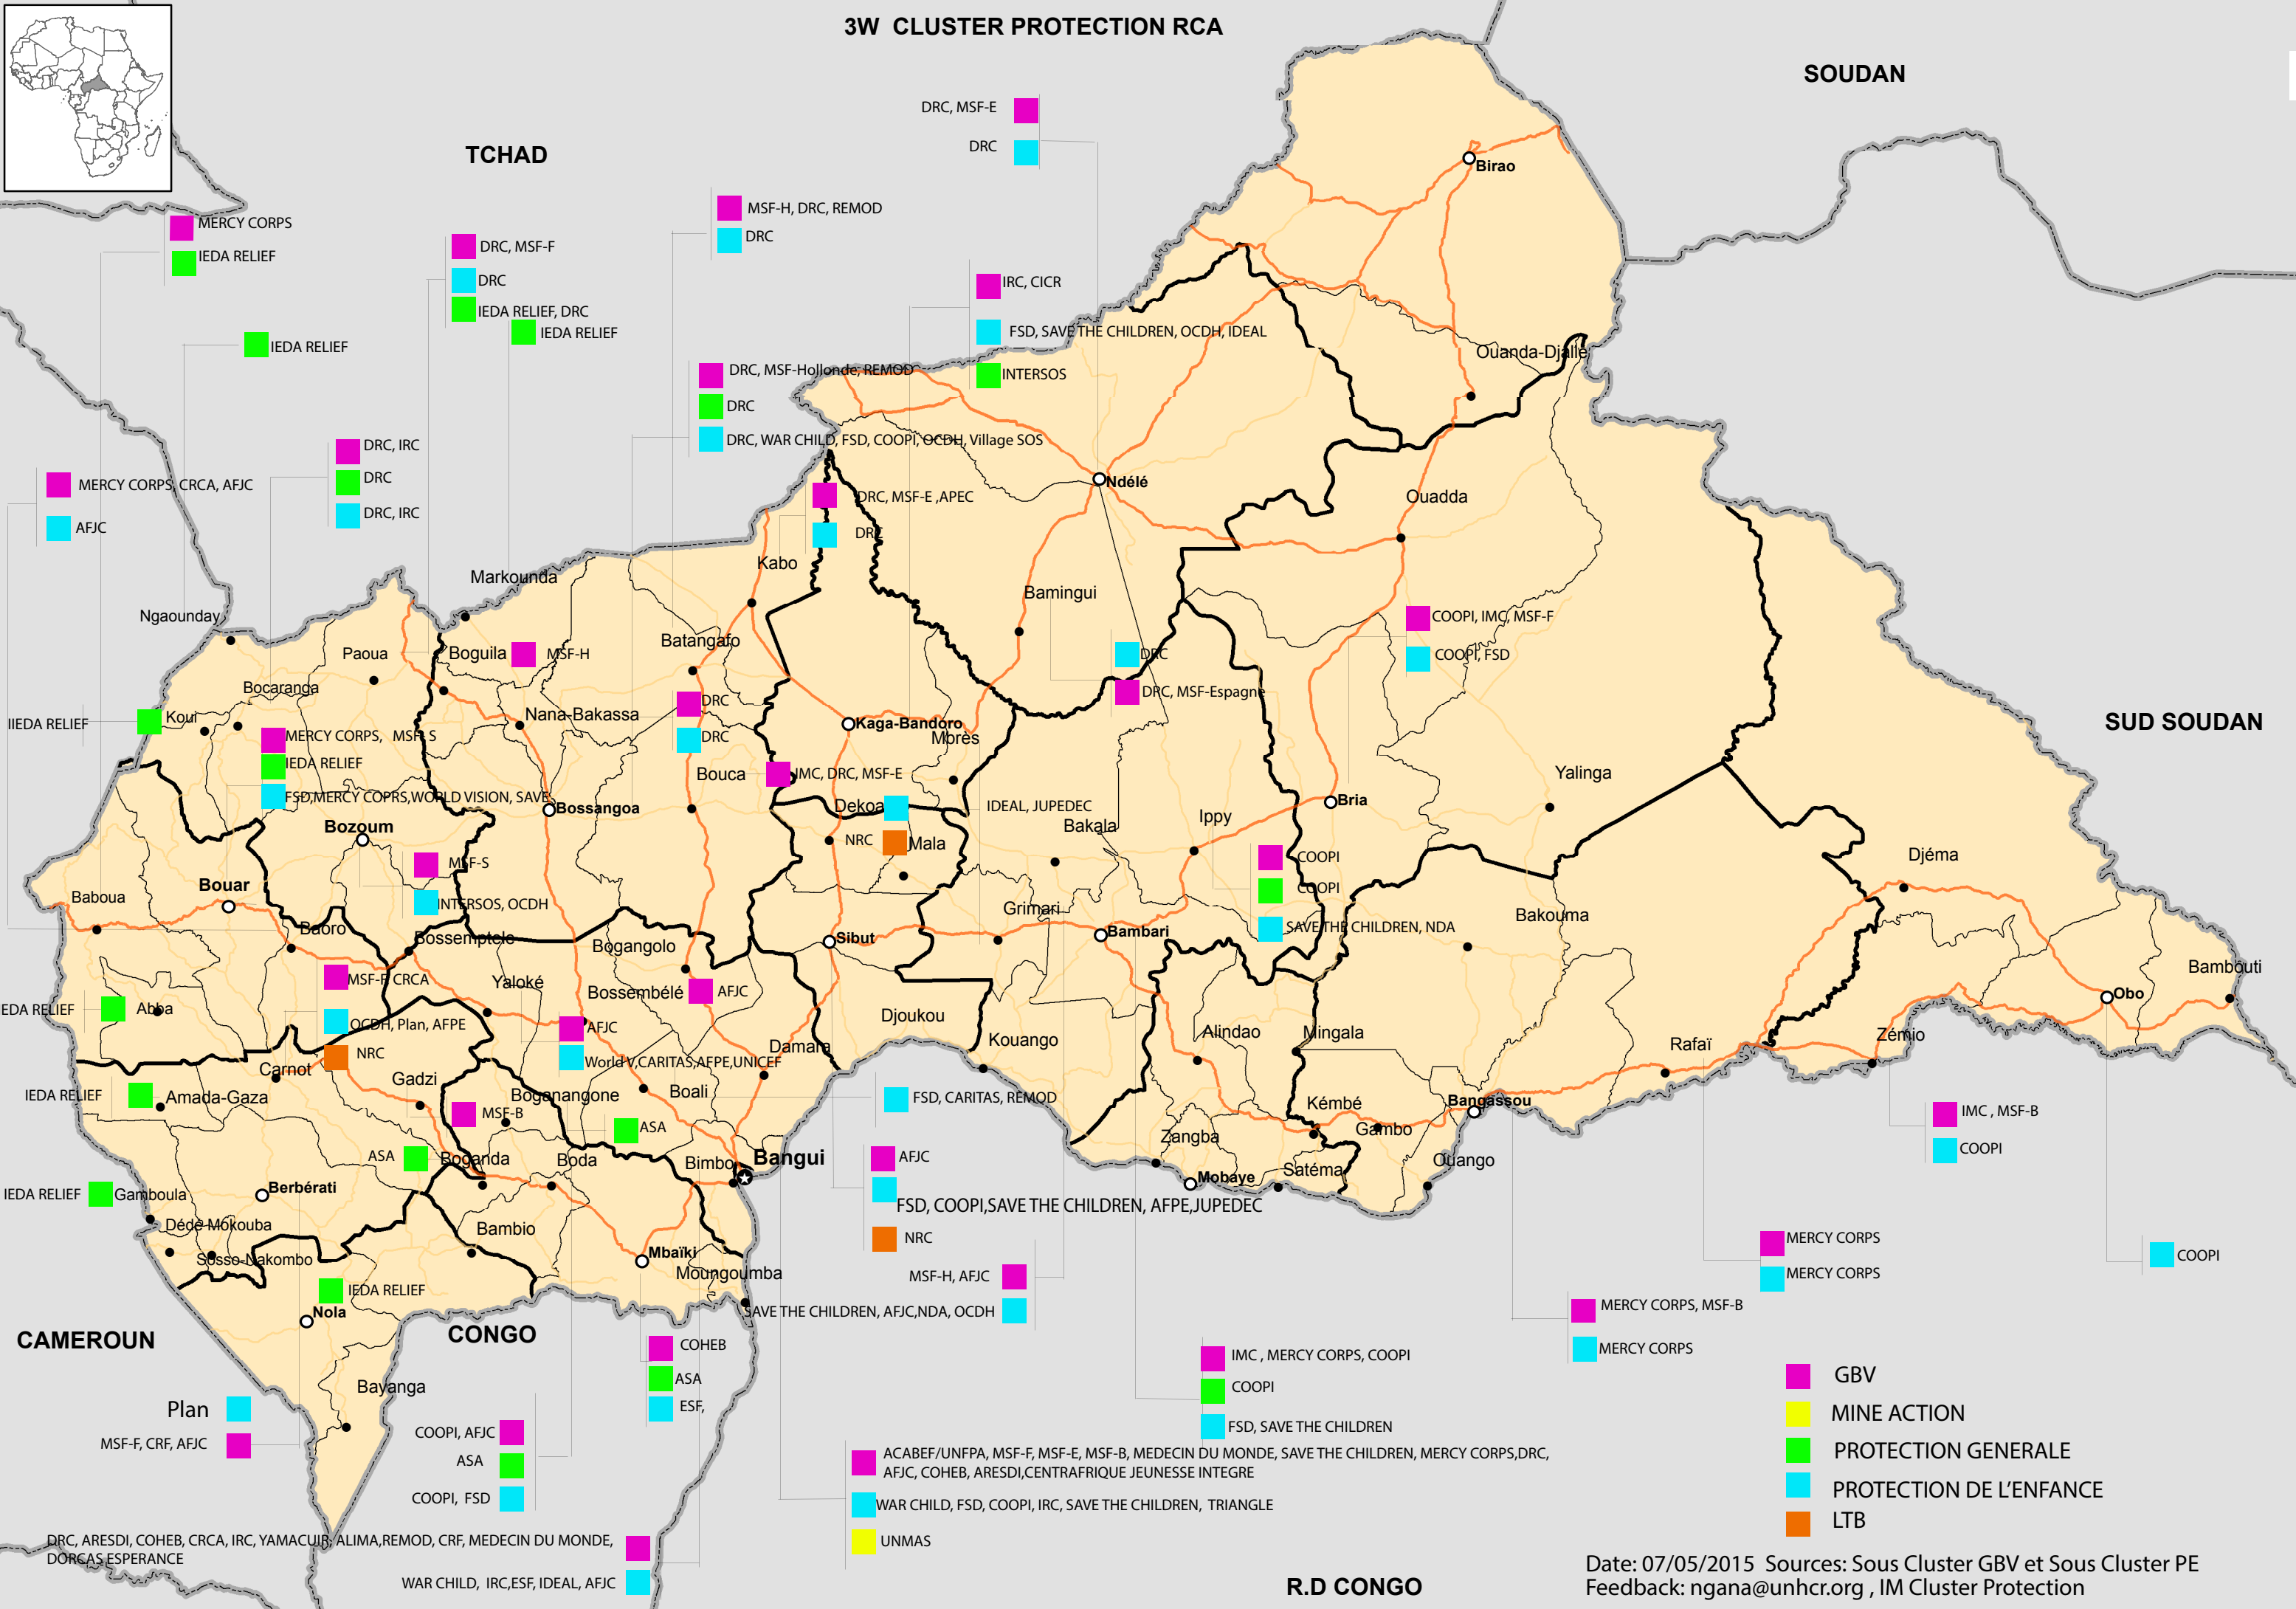 3W CLUSTER PROTECTION RCA
SOUDAN
TCHAD
DRC, MSF-E
DRC
Birao
MERCY CORPS
IEDA RELIEF
DRC, MSF-F
DRC
IEDA RELIEF, DRC
IEDA RELIEF
IEDA RELIEF
MSF-H, DRC, REMOD
DRC
IRC, CICR
FSD, SAVE THE CHILDREN, OCDH, IDEAL
INTERSOS
Ouanda-Djallé
DRC, MSF-Hollonde, REMOD
DRC
DRC, WAR CHILD, FSD, COOPI, OCDH, Village SOS
DRC, IRC
DRC
DRC, IRC
MERCY CORPS, CRCA, AFJC
AFJC
DRC, MSF-E ,APEC
DRC
Ndélé
Ouadda
Kabo
Markounda
Bamingui
Ngaounday
COOPI, IMC, MSF-F
COOPI, FSD
Batangafo
Paoua
Boguila
MSF-H
DRC
DRC, MSF-Espagne
Bocaranga
IIEDA RELIEF
Koui
Nana-Bakassa
DRC
DRC
Kaga-Bandoro
Mbrès
SUD SOUDAN
MERCY CORPS, MSF-S
IEDA RELIEF
FSD,MERCY COPRS,WORLD VISION, SAVE
Bouca
IMC, DRC, MSF-E
Yalinga
Bossangoa
Dekoa
IDEAL, JUPEDEC
Bria
Bozoum
NRC
Mala
Bakala
Ippy
MSF-S
INTERSOS, OCDH
COOPI
COOPI
SAVE THE CHILDREN, NDA
Djéma
Bouar
Baboua
Baoro
Bossemptele
Bogangolo
Sibut
Grimari
Bambari
Bakouma
MSF-F, CRCA
OCDH, Plan, AFPE
NRC
Yaloké
Bossembélé
AFJC
Bambouti
Obo
EDA RELIEF
Abba
AFJC
World V,CARITAS,AFPE,UNICEF
Djoukou
Kouango
Alindao
Mingala
Rafaï
Zémio
Damara
Carnot
Gadzi
IEDA RELIEF
Amada-Gaza
MSF-B
Boganangone
Boali
FSD, CARITAS, REMOD
Kémbé
Bangassou
Gambo
IMC , MSF-B
COOPI
ASA
ASA
Boganda
Boda
Bimbo
Bangui
AFJC
FSD, COOPI,SAVE THE CHILDREN, AFPE,JUPEDEC
NRC
Zangba
Mobaye
Satéma
Ouango
IEDA RELIEF
Gamboula
Berbérati
Dédé-Mokouba
Sosso-Nakombo
Bambio
Mbaïki
Moungoumba
IEDA RELIEF
Nola
MSF-H, AFJC
SAVE THE CHILDREN, AFJC,NDA, OCDH
MERCY CORPS
MERCY CORPS
COOPI
MERCY CORPS, MSF-B
MERCY CORPS
CAMEROUN
CONGO
COHEB
ASA
ESF,
IMC , MERCY CORPS, COOPI
COOPI
FSD, SAVE THE CHILDREN
Bayanga
Plan
MSF-F, CRF, AFJC
COOPI, AFJC
ASA
COOPI, FSD
ACABEF/UNFPA, MSF-F, MSF-E, MSF-B, MEDECIN DU MONDE, SAVE THE CHILDREN, MERCY CORPS,DRC,
AFJC, COHEB, ARESDI,CENTRAFRIQUE JEUNESSE INTEGRE
WAR CHILD, FSD, COOPI, IRC, SAVE THE CHILDREN, TRIANGLE
UNMAS
DRC, ARESDI, COHEB, CRCA, IRC, YAMACUIR, ALIMA,REMOD, CRF, MEDECIN DU MONDE,
DORCAS ESPERANCE
WAR CHILD, IRC,ESF, IDEAL, AFJC
R.D CONGO
GBV
MINE ACTION
PROTECTION GENERALE
PROTECTION DE L'ENFANCE
LTB
Date: 07/05/2015 Sources: Sous Cluster GBV et Sous Cluster PE
Feedback: ngana@unhcr.org , IM Cluster Protection